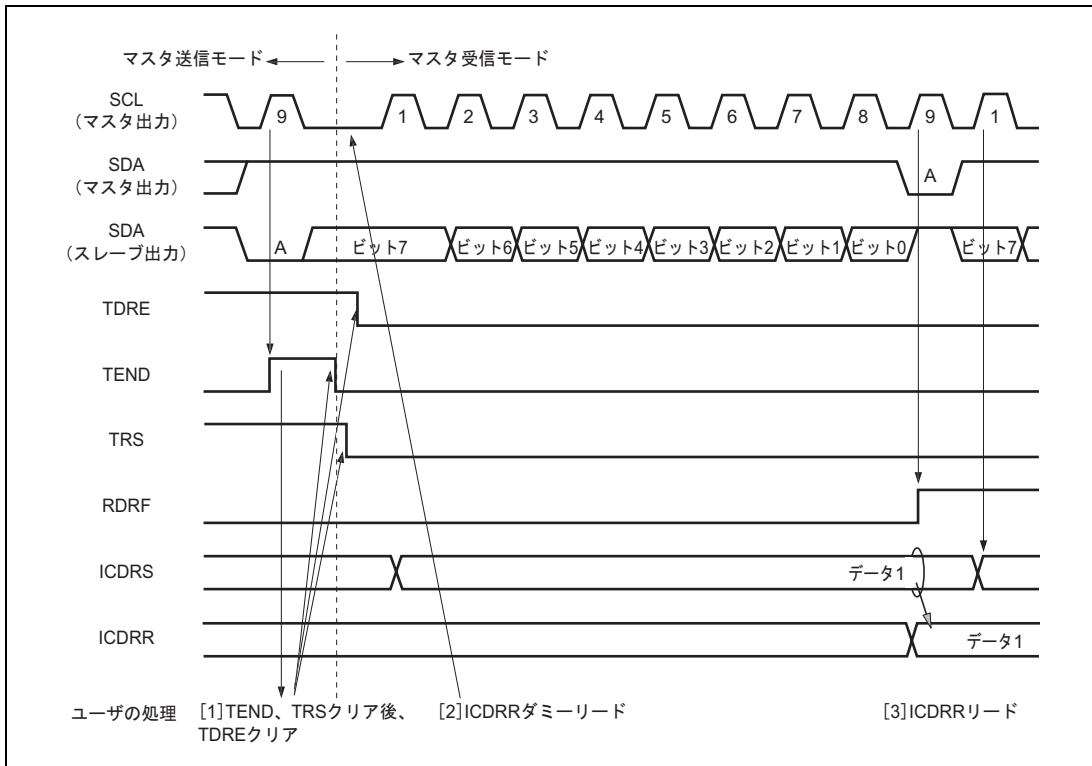 マスタ送信モード
マスタ受信モード
SCL
（マスタ出力）
9
1
2
3
4
5
6
7
8
9
1
SDA
（マスタ出力）
A
SDA
（スレーブ出力）
A
ビット7
ビット6
ビット5
ビット4
ビット3
ビット2
ビット1
ビット0
ビット7
TDRE
TEND
TRS
RDRF
ICDRS
データ1
ICDRR
データ1
ユーザの処理
[1]TEND、TRSクリア後、
TDREクリア
[2]ICDRRダミーリード
[3]ICDRRリード